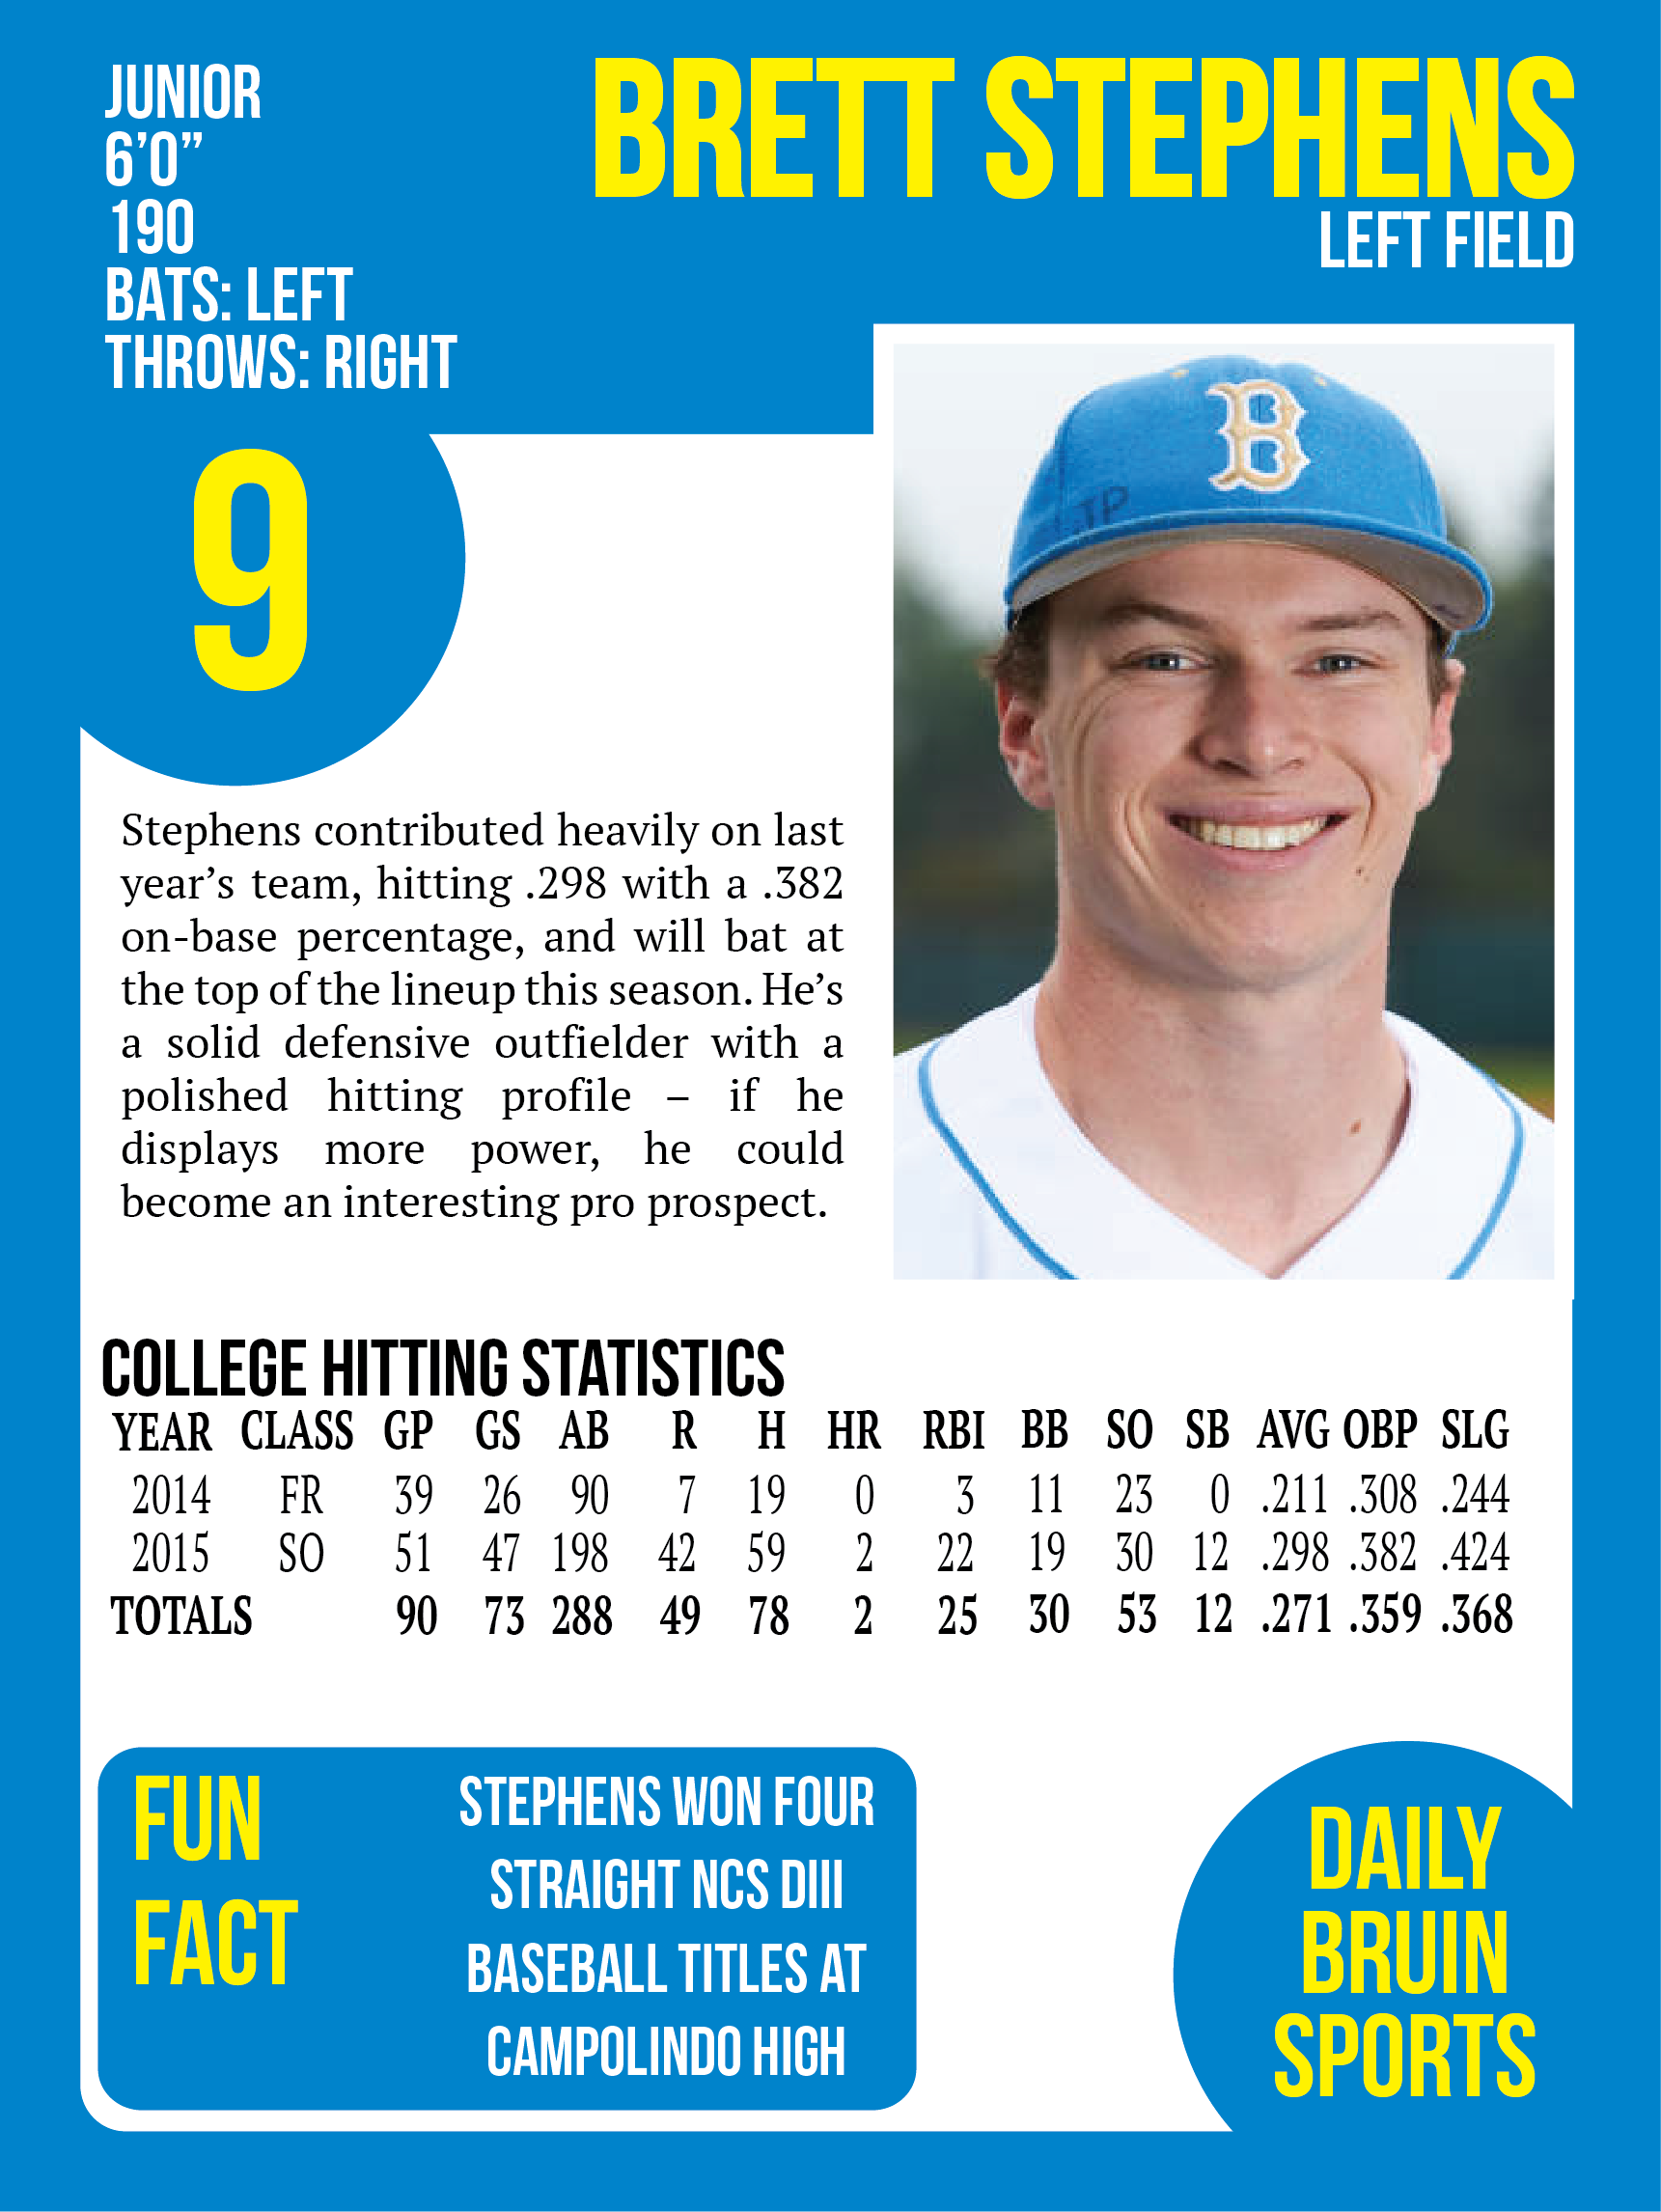 JUNIOR
6’0”
190
BATS: LEFT
THROWS: RIGHT
BRETT STEPHENS
LEFT FIELD
9
B
JP
Stephens contributed heavily on last
year’s team, hitting .298 with a .382
on-base percentage, and will bat at
the top of the lineup this season. He’s
a solid defensive outfielder with a
polished hitting profile – if he
displays more power, he could
become an interesting pro prospect.
COLLEGE HITTING STATISTICS
YEAR CLASS GP GS AB R H HR RBI BB SO SB AVG OBP SLG
2014 FR 39 26 90 7 19 0 3 11 23 0 .211 .308 .244
2015 SO 51 47 198 42 59 2 22 19 30 12 .298 .382 .424
TOTALS 90 73 288 49 78 2 25 30 53 12 .271 .359 .368
FUN
FACT
STEPHENS WON FOUR
STRAIGHT NCS DIII
BASEBALL TITLES AT
CAMPOLINDO HIGH
DAILY
BRUIN
SPORTS